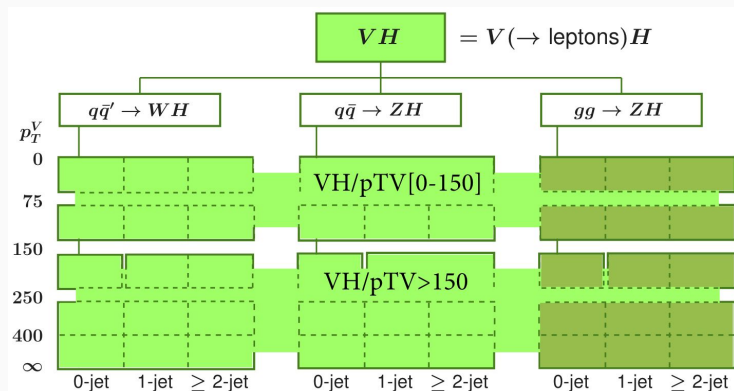 VH = V(→ leptons)H
qq̄′ → WH qq̄ → ZH gg → ZH
p_T^V
0
VH/pTV[0-150]
75
150
VH/pTV>150
250
400
∞
0-jet 1-jet ≥ 2-jet 0-jet 1-jet ≥ 2-jet 0-jet 1-jet ≥ 2-jet